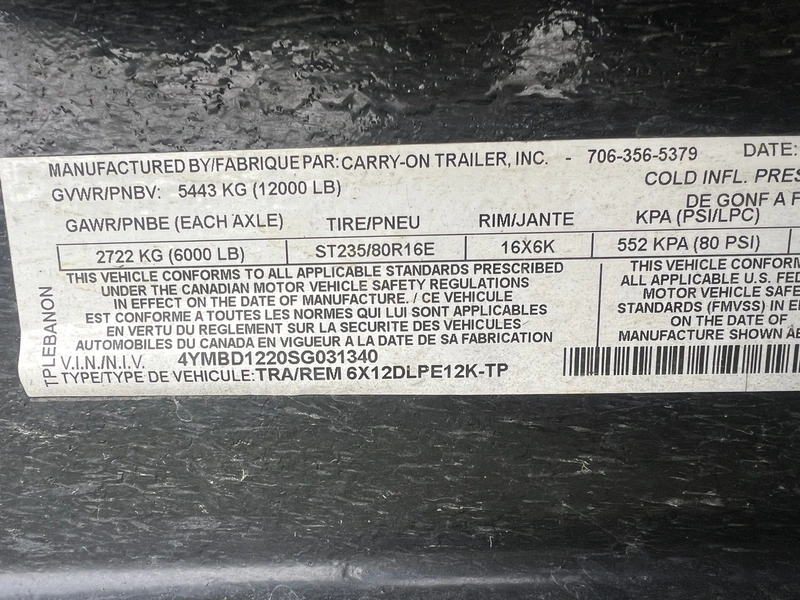 MANUFACTURED BY/FABRIQUE PAR: CARRY-ON TRAILER, INC. - 706-356-5379 DATE:
GVWR/PNBV: 5443 KG (12000 LB)
COLD INFL. PRES
DE GONF A F
GAWR/PNBE (EACH AXLE) TIRE/PNEU RIM/JANTE KPA (PSI/LPC)
2722 KG (6000 LB) ST235/80R16E 16X6K 552 KPA (80 PSI)
THIS VEHICLE CONFORMS TO ALL APPLICABLE STANDARDS PRESCRIBED
UNDER THE CANADIAN MOTOR VEHICLE SAFETY REGULATIONS
IN EFFECT ON THE DATE OF MANUFACTURE. / CE VEHICULE
EST CONFORME A TOUTES LES NORMES QUI LUI SONT APPLICABLES
EN VERTU DU REGLEMENT SUR LA SECURITE DES VEHICULES
AUTOMOBILES DU CANADA EN VIGUEUR A LA DATE DE SA FABRICATION
THIS VEHICLE CONFORM
ALL APPLICABLE U.S. FED
MOTOR VEHICLE SAFE
STANDARDS (FMVSS) IN E
ON THE DATE OF
MANUFACTURE SHOWN AB
TPLEBANON
V.I.N./N.I.V. 4YMBD1220SG031340
TYPE/TYPE DE VEHICULE: TRA/REM 6X12DLPE12K-TP